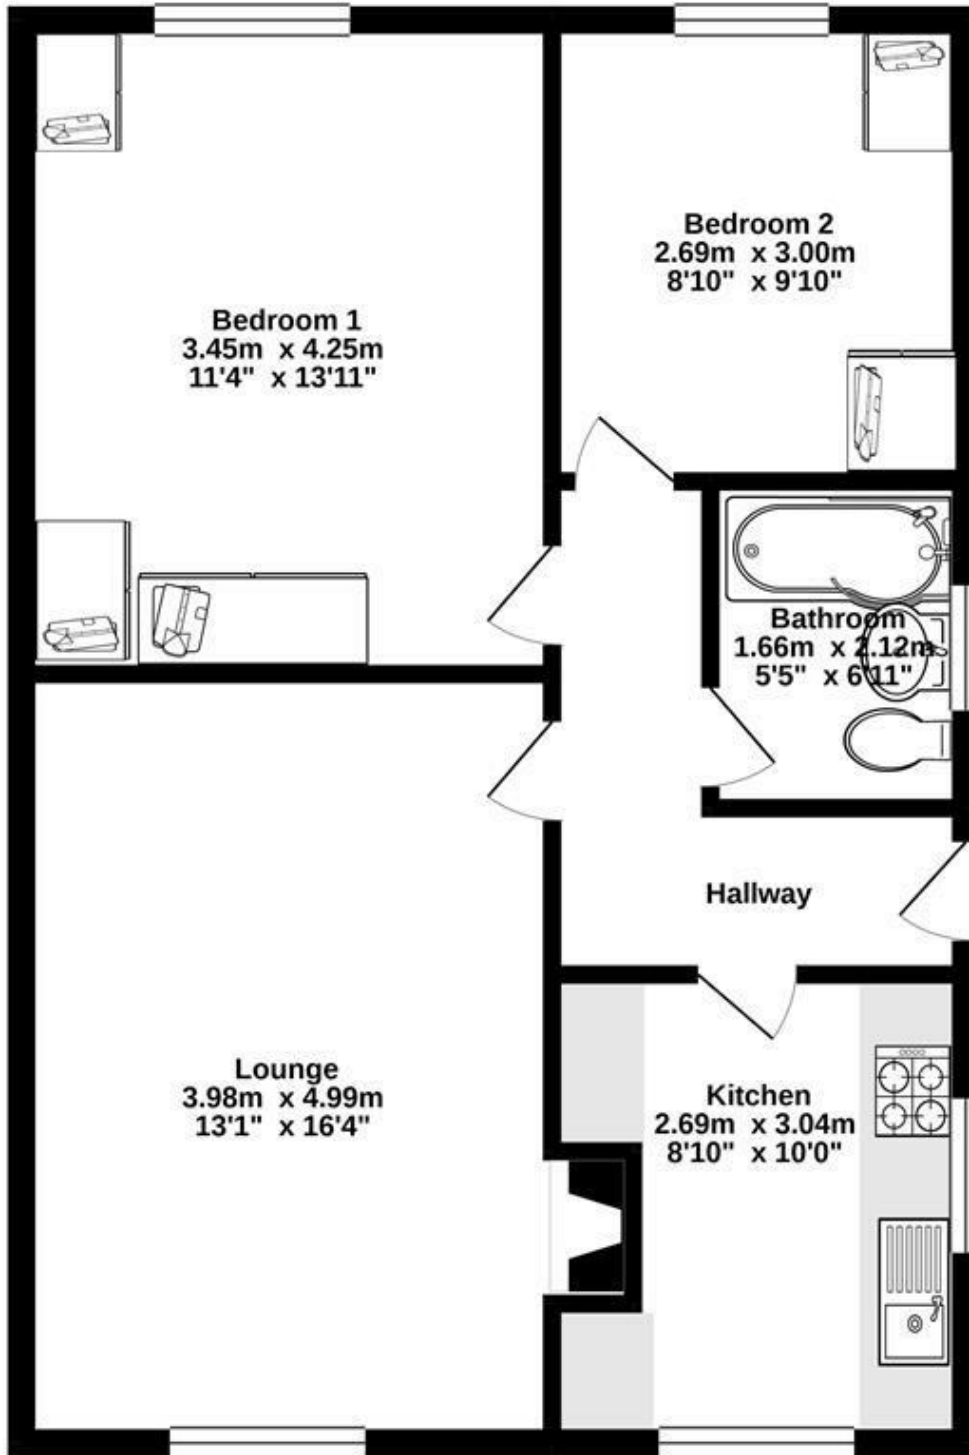 Bedroom 1
3.45m x 4.25m
11'4" x 13'11"
Bedroom 2
2.69m x 3.00m
8'10" x 9'10"
Bathroom
1.66m x 2.12m
5'5" x 6'11"
Hallway
Lounge
3.98m x 4.99m
13'1" x 16'4"
Kitchen
2.69m x 3.04m
8'10" x 10'0"